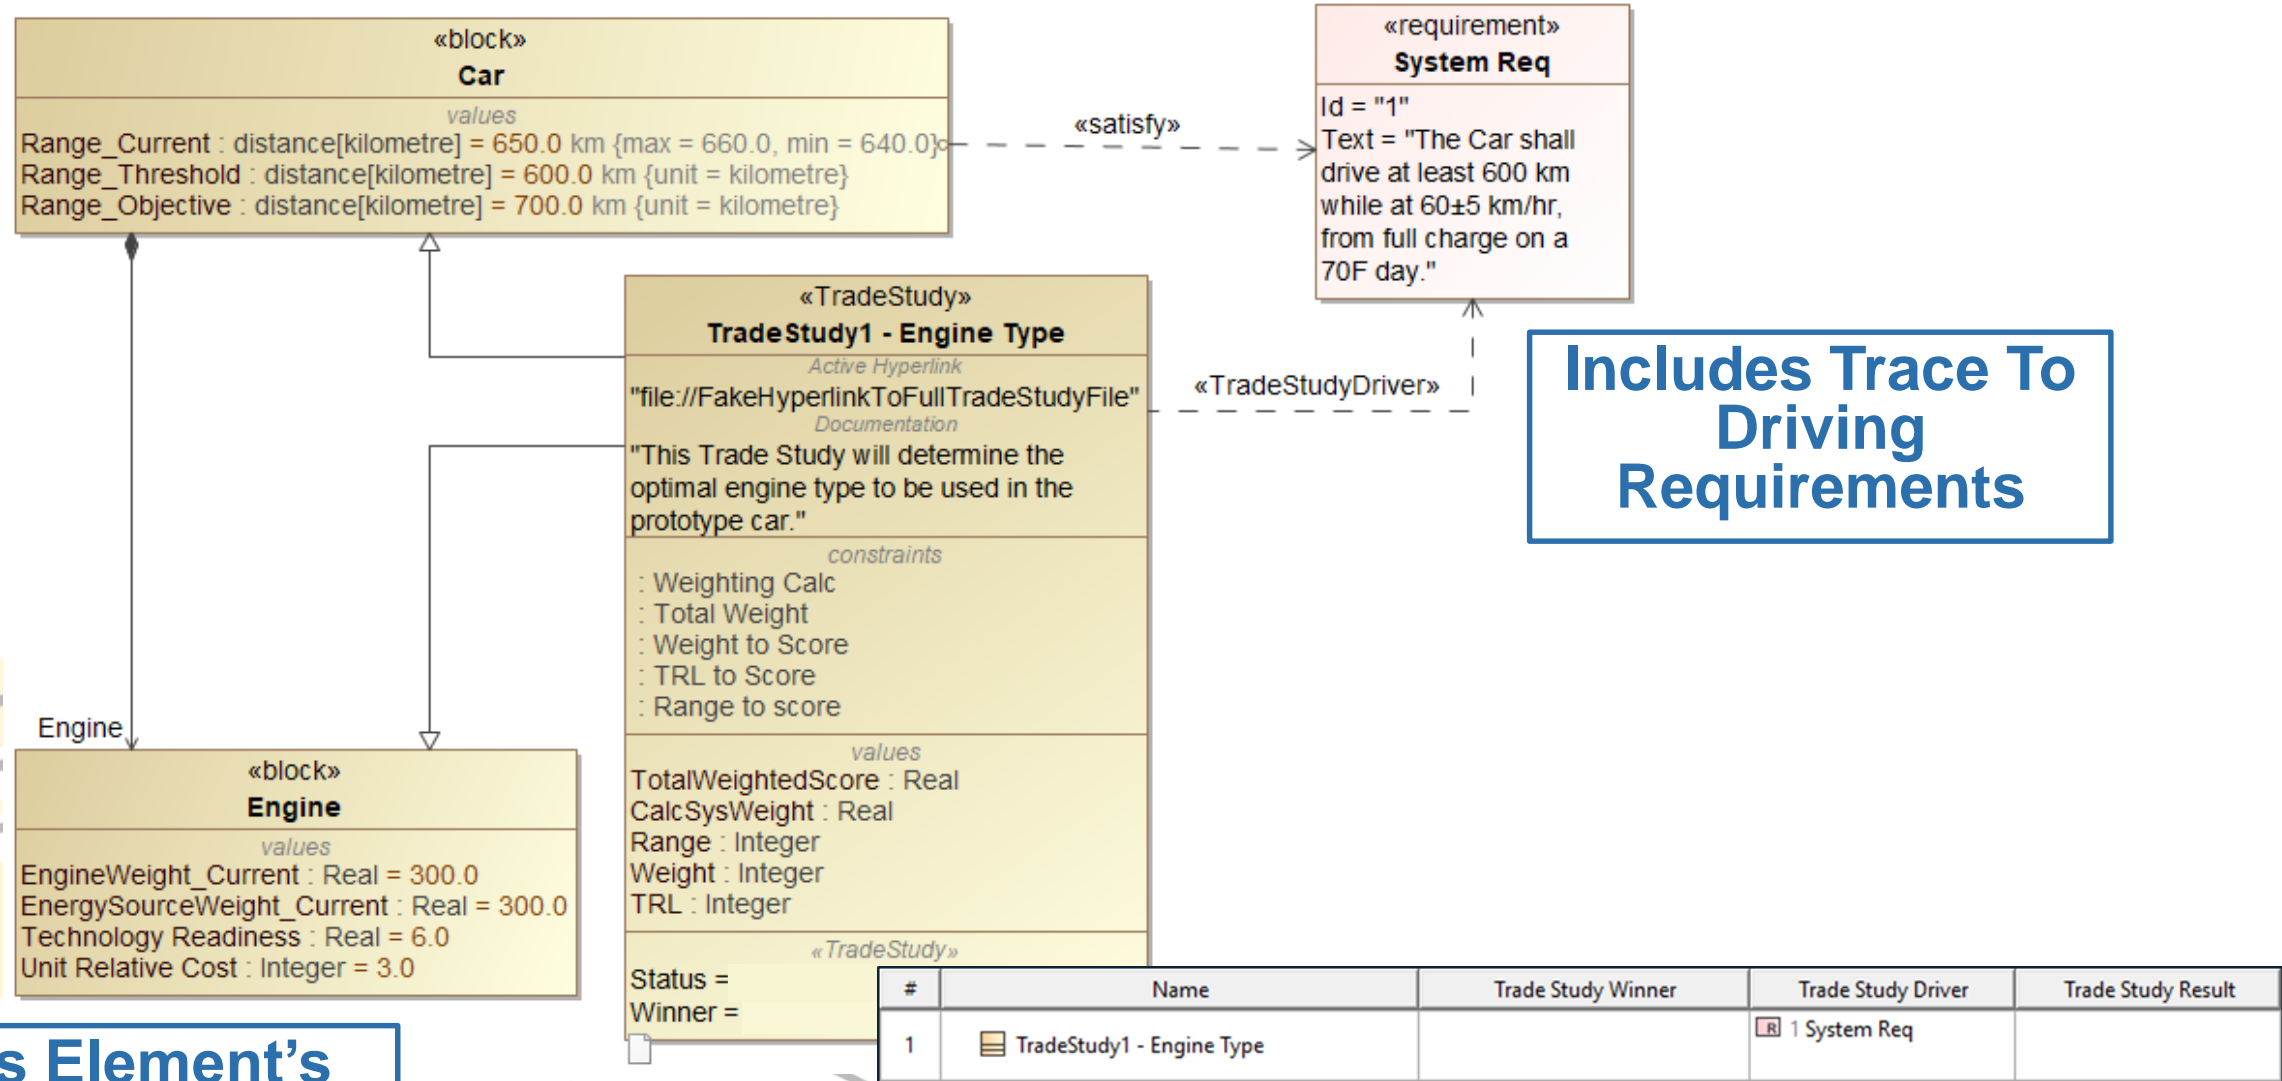 «block»
Car
values
Range_Current : distance[kilometre] = 650.0 km {max = 660.0, min = 640.0}
Range_Threshold : distance[kilometre] = 600.0 km {unit = kilometre}
Range_Objective : distance[kilometre] = 700.0 km {unit = kilometre}
«satisfy»
«requirement»
System Req
Id = "1"
Text = "The Car shall
drive at least 600 km
while at 60±5 km/hr,
from full charge on a
70F day."
«TradeStudy»
TradeStudy1 - Engine Type
Active Hyperlink
"file://FakeHyperlinkToFullTradeStudyFile"
Documentation
"This Trade Study will determine the
optimal engine type to be used in the
prototype car."
constraints
: Weighting Calc
: Total Weight
: Weight to Score
: TRL to Score
: Range to score
values
TotalWeightedScore : Real
CalcSysWeight : Real
Range : Integer
Weight : Integer
TRL : Integer
«TradeStudy»
Status =
Winner =
«TradeStudyDriver»
Includes Trace To
Driving
Requirements
Engine
«block»
Engine
values
EngineWeight_Current : Real = 300.0
EnergySourceWeight_Current : Real = 300.0
Technology Readiness : Real = 6.0
Unit Relative Cost : Integer = 3.0
s Element’s
# Name Trade Study Winner Trade Study Driver Trade Study Result
1 TradeStudy1 - Engine Type R 1 System Req